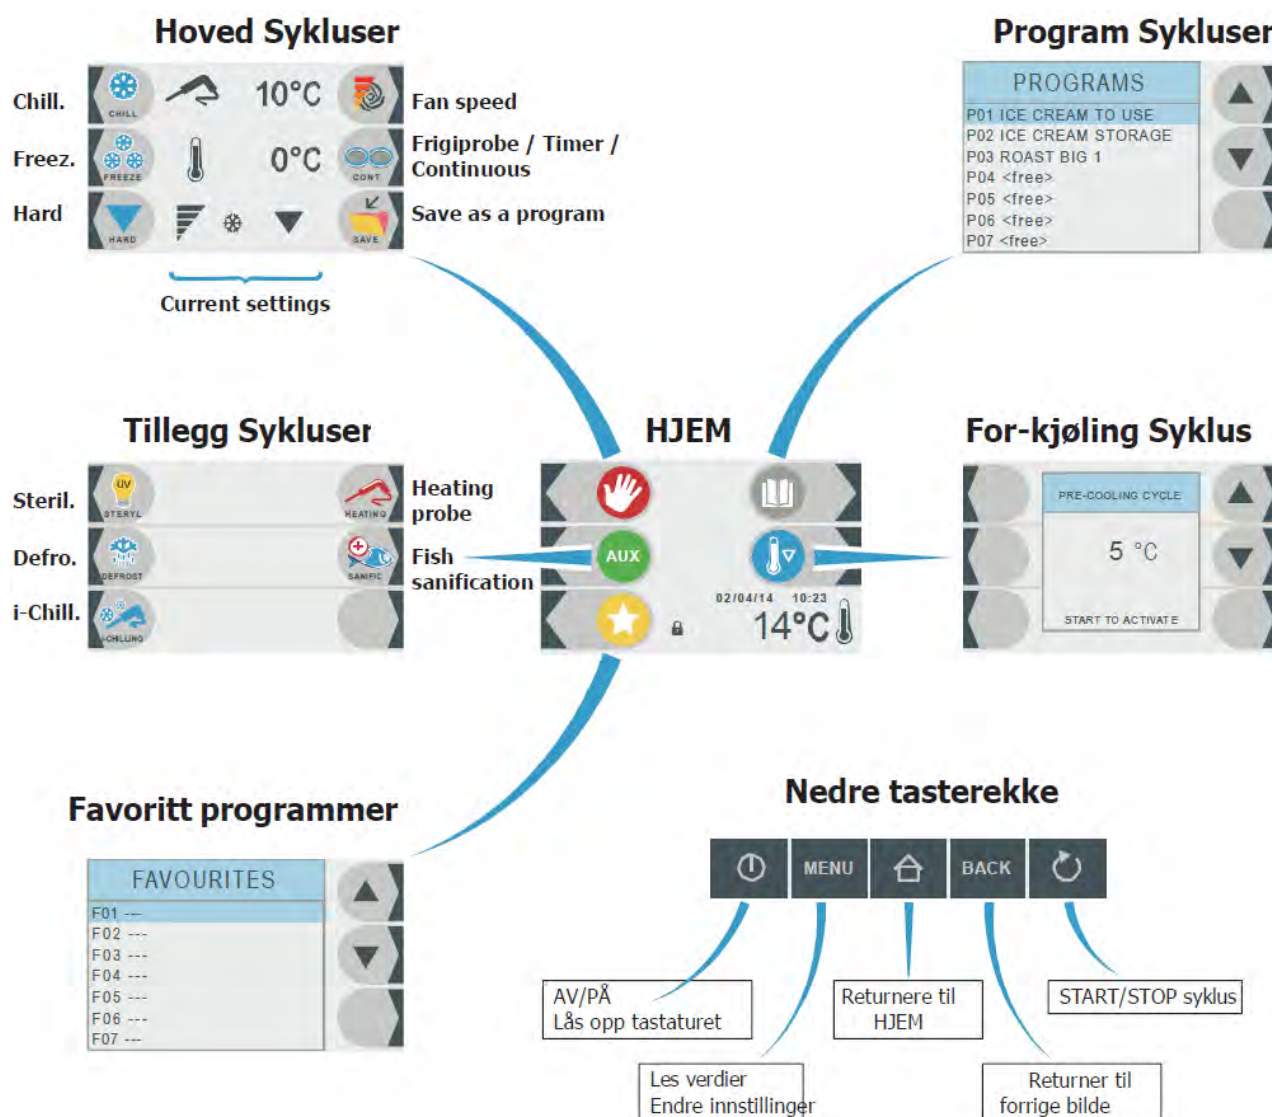 Hoved Sykluser
Chill.
Freez.
Hard
CHILL
FREEZE
HARD
10°C
0°C
CONT
SAVE
Fan speed
Frigiprobe / Timer /
Continuous
Save as a program
Current settings
Program Sykluser
PROGRAMS
P01 ICE CREAM TO USE
P02 ICE CREAM STORAGE
P03 ROAST BIG 1
P04 <free>
P05 <free>
P06 <free>
P07 <free>
Tillegg Sykluser
Steril.
Defro.
i-Chill.
UV
STERYL
DEFROST
i-CHILLING
HEATING
SANIFIC
Heating
probe
Fish
sanification
HJEM
AUX
02/04/14 10:23
14°C
For-kjøling Syklus
PRE-COOLING CYCLE
5 °C
START TO ACTIVATE
Favoritt programmer
FAVOURITES
F01 ---
F02 ---
F03 ---
F04 ---
F05 ---
F06 ---
F07 ---
Nedre tasterekke
MENU
BACK
AV/PÅ
Lås opp tastaturet
Returnere til
HJEM
START/STOP syklus
Les verdier
Endre innstillinger
Returner til
forrige bilde